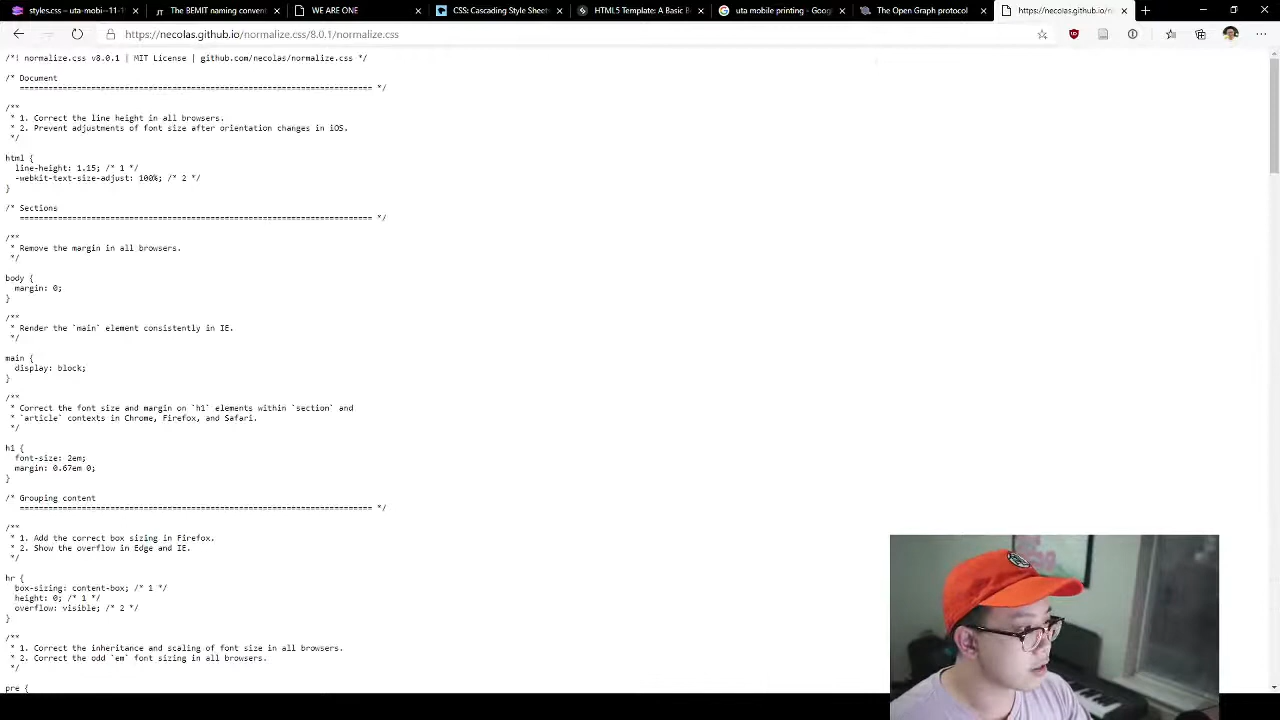 styles.css – uta-mobi--11-1
The BEMIT naming convent
WE ARE ONE
CSS: Cascading Style Sheets
HTML5 Template: A Basic B
uta mobile printing - Goog
The Open Graph protocol
https://necolas.github.io/n
https://necolas.github.io/normalize.css/8.0.1/normalize.css
/*! normalize.css v8.0.1 | MIT License | github.com/necolas/normalize.css */
/* Document
========================================================================== */
/**
* 1. Correct the line height in all browsers.
* 2. Prevent adjustments of font size after orientation changes in iOS.
*/
html {
line-height: 1.15; /* 1 */
-webkit-text-size-adjust: 100%; /* 2 */
}
/* Sections
========================================================================== */
/**
* Remove the margin in all browsers.
*/
body {
margin: 0;
}
/**
* Render the `main` element consistently in IE.
*/
main {
display: block;
}
/**
* Correct the font size and margin on `h1` elements within `section` and
* `article` contexts in Chrome, Firefox, and Safari.
*/
h1 {
font-size: 2em;
margin: 0.67em 0;
}
/* Grouping content
========================================================================== */
/**
* 1. Add the correct box sizing in Firefox.
* 2. Show the overflow in Edge and IE.
*/
hr {
box-sizing: content-box; /* 1 */
height: 0; /* 1 */
overflow: visible; /* 2 */
}
/**
* 1. Correct the inheritance and scaling of font size in all browsers.
* 2. Correct the odd `em` font sizing in all browsers.
*/
pre {